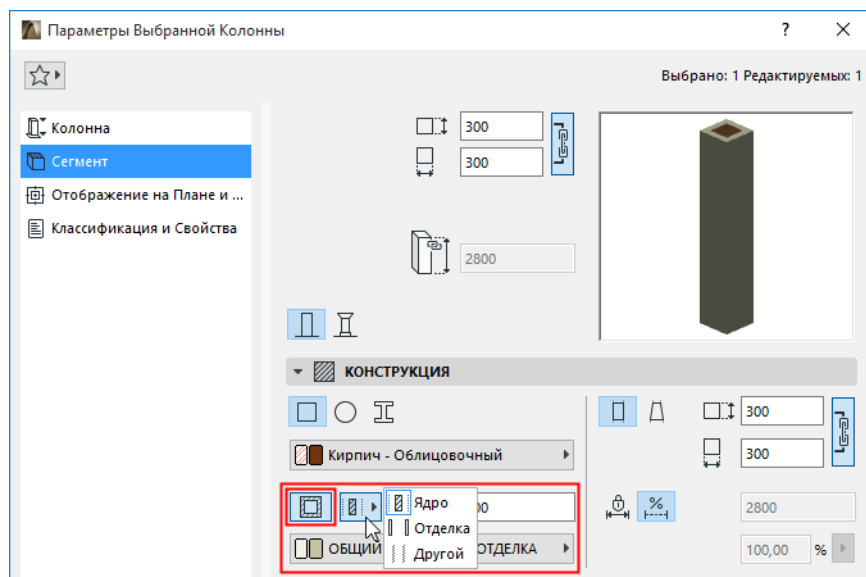 Параметры Выбранной Колонны
?
Выбрано: 1 Редактируемых: 1
Колонна
Сегмент
Отображение на Плане и ...
Классификация и Свойства
300
300
2800
КОНСТРУКЦИЯ
Кирпич - Облицовочный
300
300
Ядро
Отделка
Другой
00
ОБЩИЙ
ОТДЕЛКА
2800
100,00 %